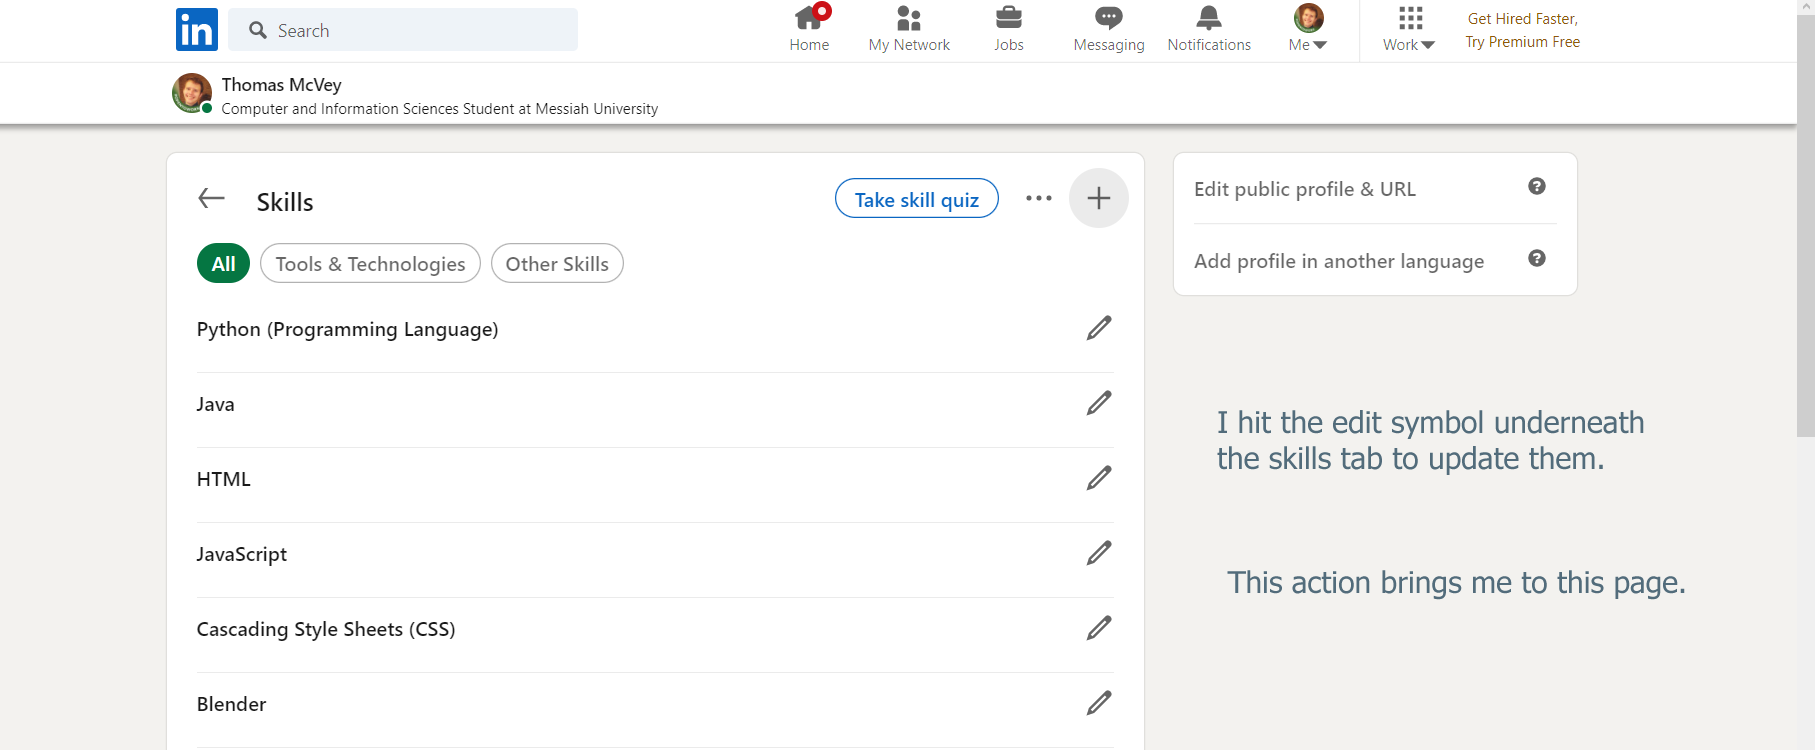 in
Search
Home
My Network
Jobs
Messaging
Notifications
Me
Work
Get Hired Faster,
Try Premium Free
Thomas McVey
Computer and Information Sciences Student at Messiah University
Skills
Take skill quiz
All
Tools & Technologies
Other Skills
Python (Programming Language)
Java
HTML
JavaScript
Cascading Style Sheets (CSS)
Blender
Edit public profile & URL
?
Add profile in another language
?
I hit the edit symbol underneath
the skills tab to update them.
This action brings me to this page.